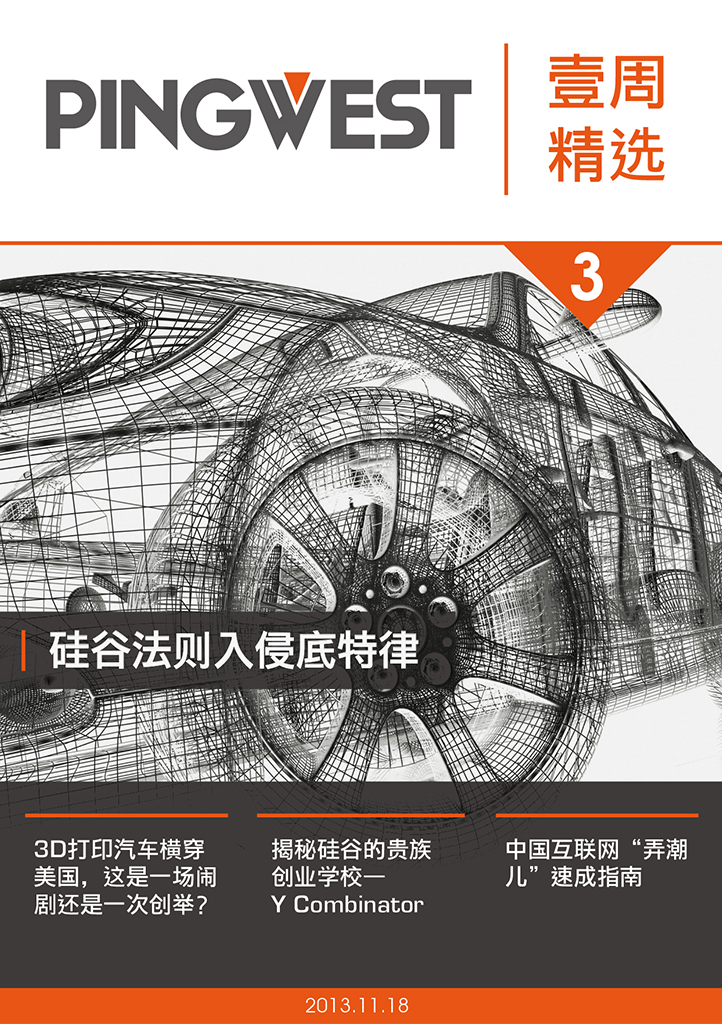 PINGWEST
壹周
精选
3
硅谷法则入侵底特律
3D打印汽车横穿
美国，这是一场闹
剧还是一次创举？
揭秘硅谷的贵族
创业学校—
Y Combinator
中国互联网“弄潮
儿”速成指南
2013.11.18